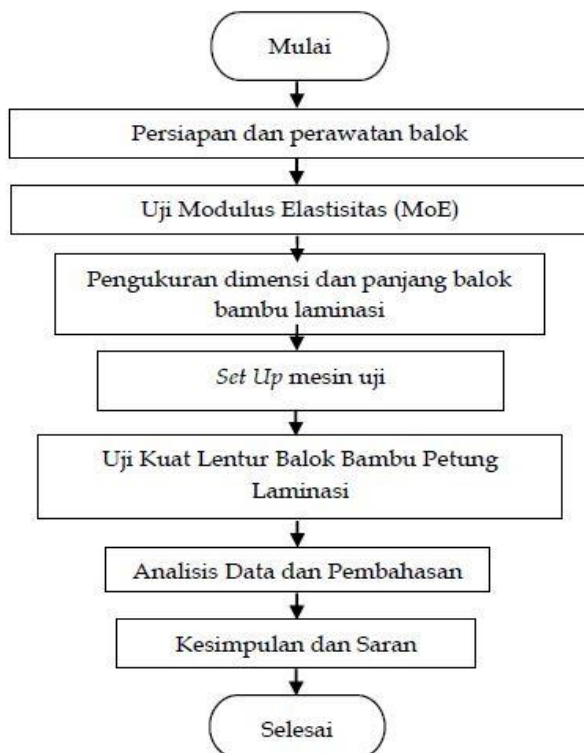 Mulai
Persiapan dan perawatan balok
Uji Modulus Elastisitas (MoE)
Pengukuran dimensi dan panjang balok
bambu laminasi
Set Up mesin uji
Uji Kuat Lentur Balok Bambu Petung
Laminasi
Analisis Data dan Pembahasan
Kesimpulan dan Saran
Selesai